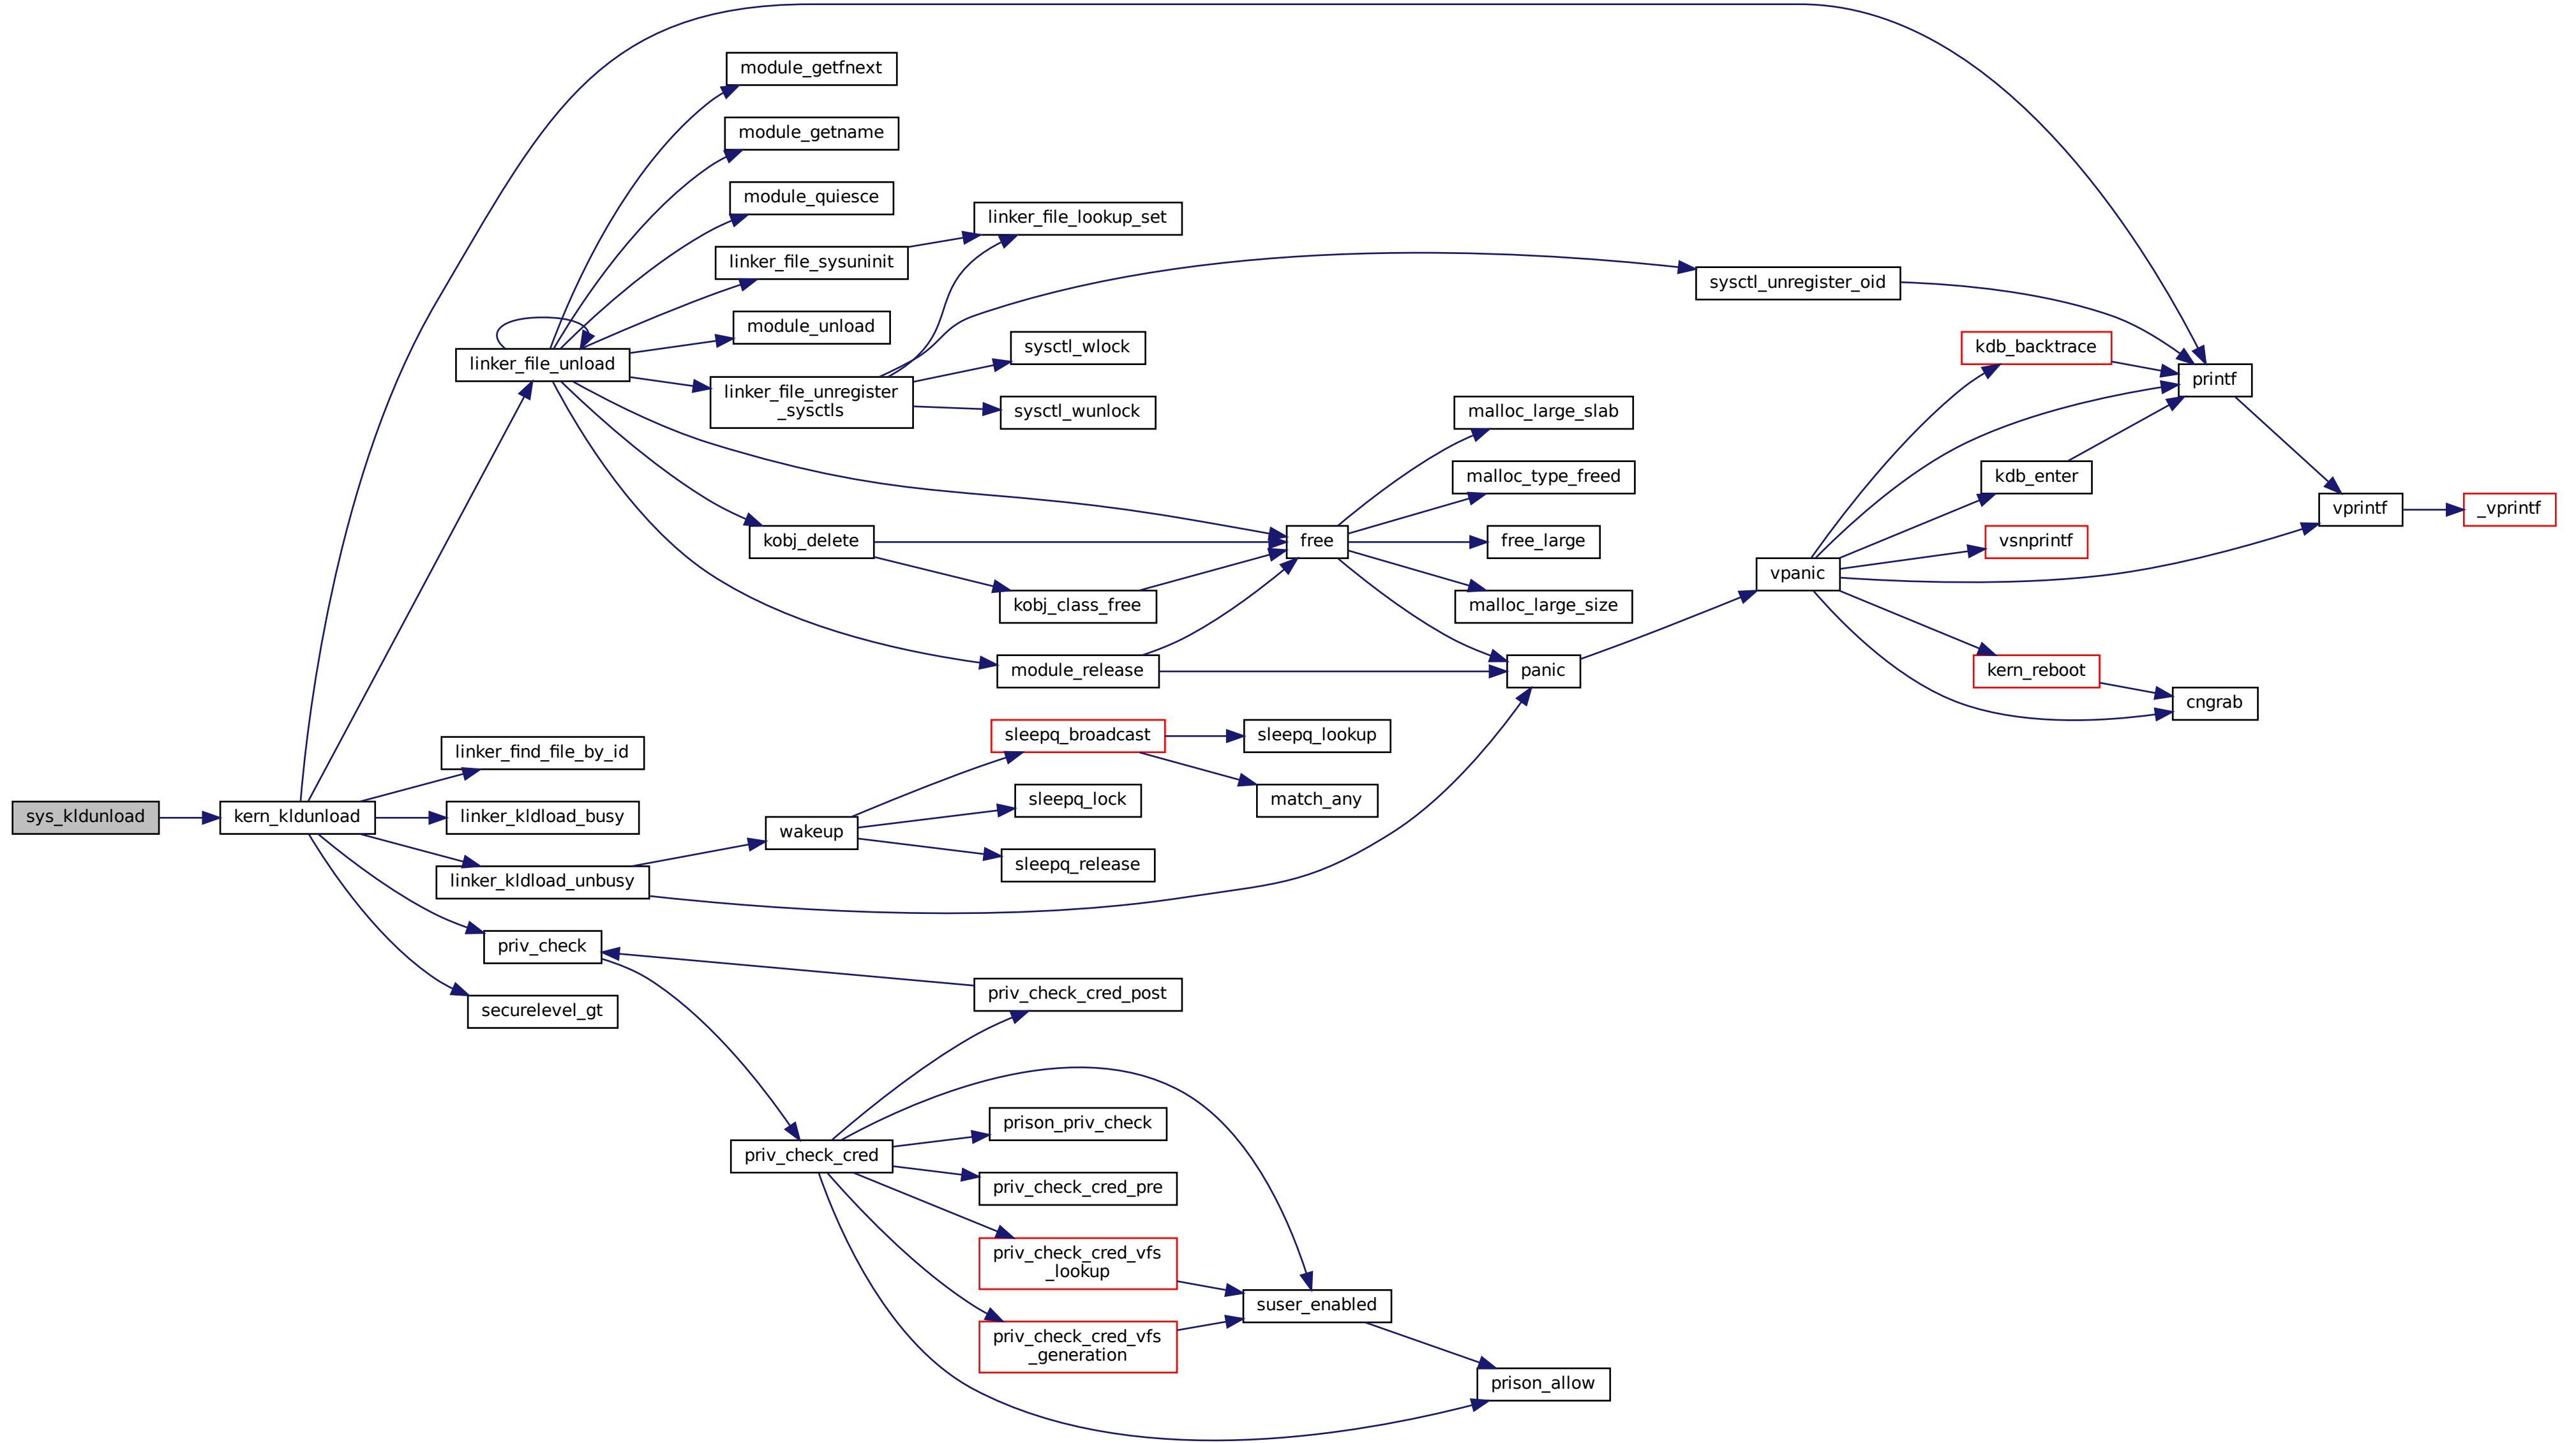 module_getfnext
module_getname
module_quiesce
linker_file_lookup_set
linker_file_sysuninit
sysctl_unregister_oid
module_unload
sysctl_wlock
kdb_backtrace
linker_file_unload
printf
linker_file_unregister
_sysctls
sysctl_wunlock
malloc_large_slab
malloc_type_freed
kdb_enter
vprintf
_vprintf
kobj_delete
free
free_large
vsnprintf
vpanic
kobj_class_free
malloc_large_size
module_release
panic
kern_reboot
cngrab
sleepq_broadcast
sleepq_lookup
linker_find_file_by_id
sleepq_lock
match_any
sys_kldunload
kern_kldunload
linker_kldload_busy
wakeup
sleepq_release
linker_kldload_unbusy
priv_check
priv_check_cred_post
securelevel_gt
prison_priv_check
priv_check_cred
priv_check_cred_pre
priv_check_cred_vfs
_lookup
suser_enabled
priv_check_cred_vfs
_generation
prison_allow